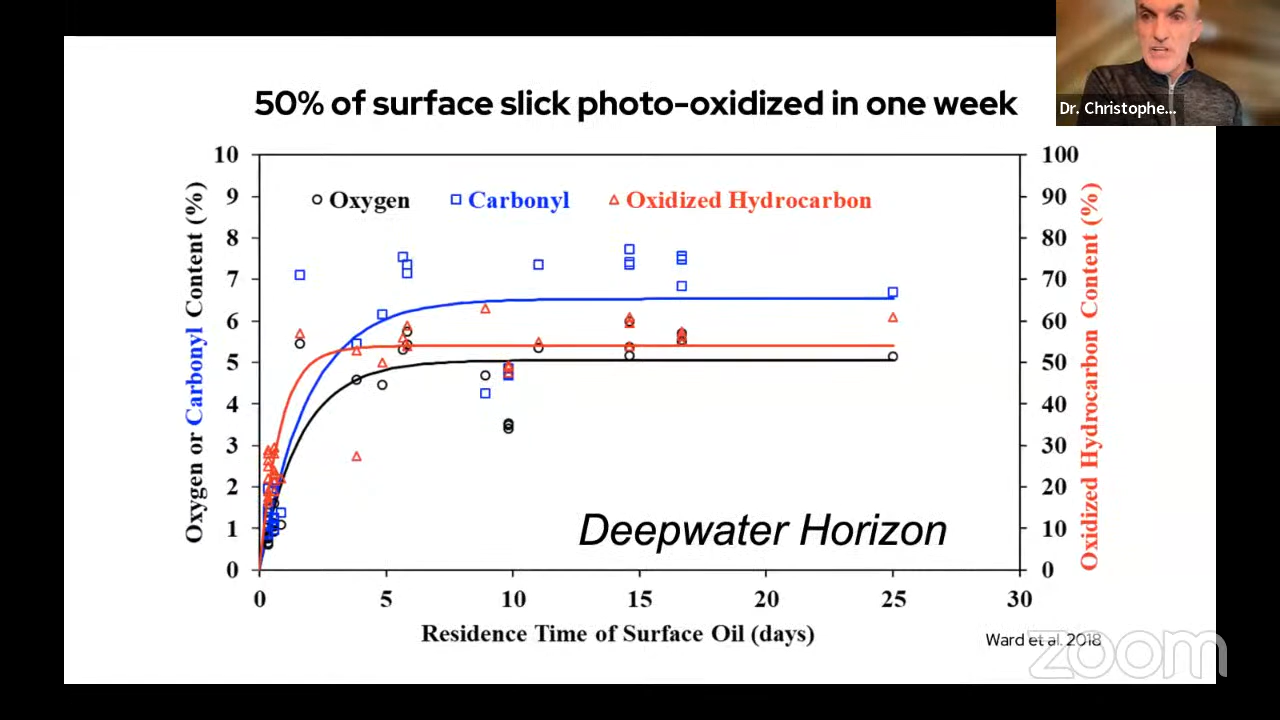 Dr. Christophe...
50% of surface slick photo-oxidized in one week
Oxygen
Carbonyl
Oxidized Hydrocarbon
Oxygen or Carbonyl Content (%)
10
9
8
7
6
5
4
3
2
1
0
100
90
80
70
60
50
40
30
20
10
0
Oxidized Hydrocarbon Content (%)
Deepwater Horizon
0 5 10 15 20 25 30
Residence Time of Surface Oil (days)
Ward et al. 2018
zoom